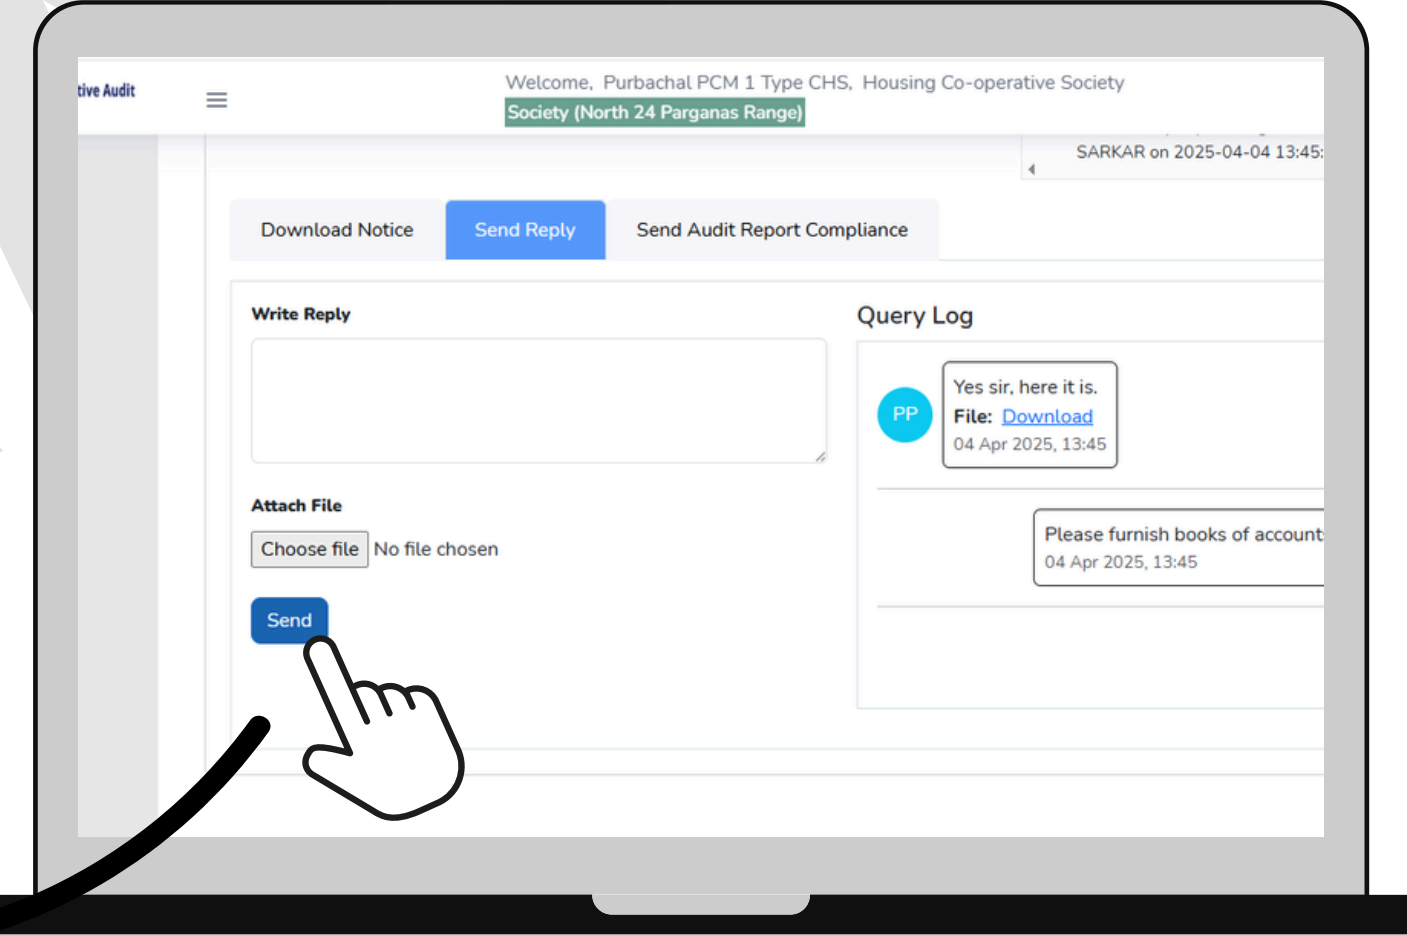 tive Audit
Welcome, Purbachal PCM 1 Type CHS, Housing Co-operative Society
Society (North 24 Parganas Range)
SARKAR on 2025-04-04 13:45:
Download Notice
Send Reply
Send Audit Report Compliance
Write Reply
Query Log
Yes sir, here it is.
PP
File: Download
04 Apr 2025, 13:45
Attach File
Choose file No file chosen
Please furnish books of account
04 Apr 2025, 13:45
Send